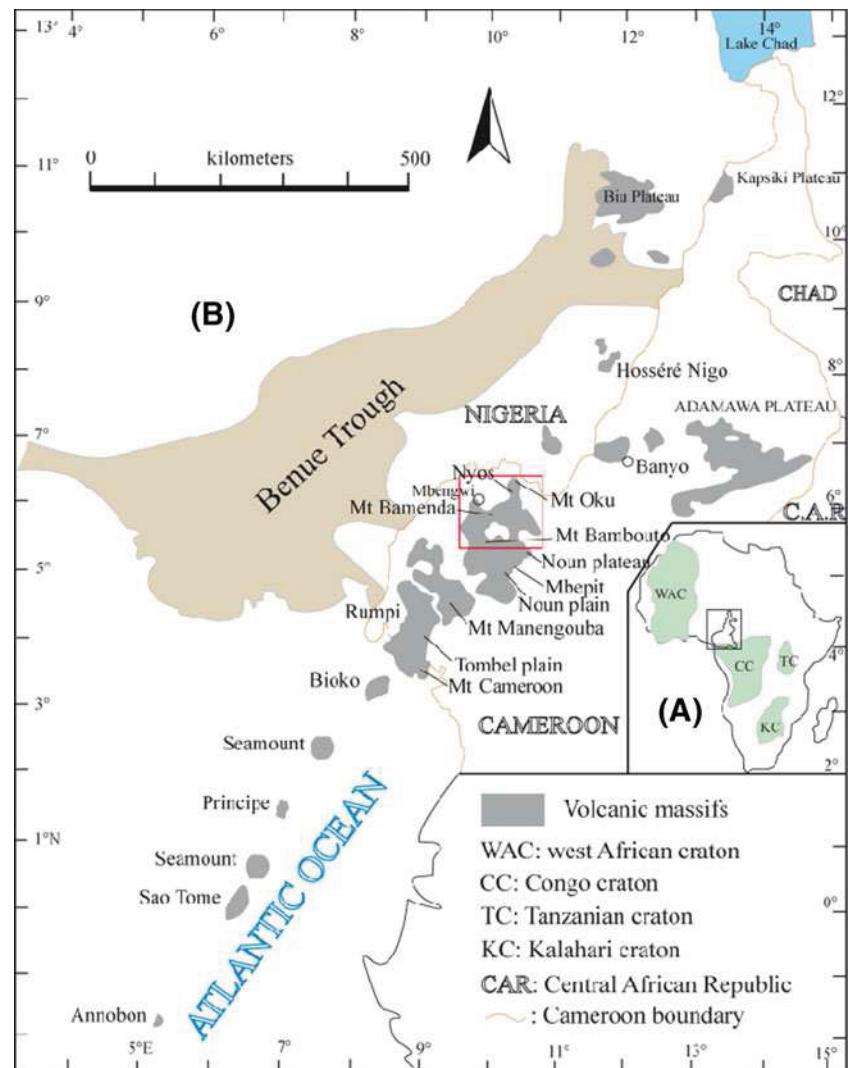 13° 4° 6° 8° 10° 12° 14°
Lake Chad
12°
0 kilometers 500
11°
Biu Plateau
Kapsiki Plateau
10°
CHAD
9°
(B)
Hosséré Nigo
8°
Benue Trough
NIGERIA
ADAMAWA PLATEAU
7°
Nyos
Banyo
Mbengwi
Mt Oku
6°
Mt Bamenda
C.A.R
Mt Bambouto
Noun plateau
5°
Mbepit
WAC
Rumpi
Noun plain
Mt Manengouba
4°
Tombel plain
CC
TC
Bioko
Mt Cameroon
(A)
3°
KC
CAMEROON
Seamount
2°
Principe
Volcanic massifs
1°N
WAC: west African craton
Seamount
CC: Congo craton
Sao Tome
TC: Tanzanian craton
0°
ATLANTIC OCEAN
KC: Kalahari craton
CAR: Central African Republic
Annobon
: Cameroon boundary
5°E 7° 9° 11° 13° 15°